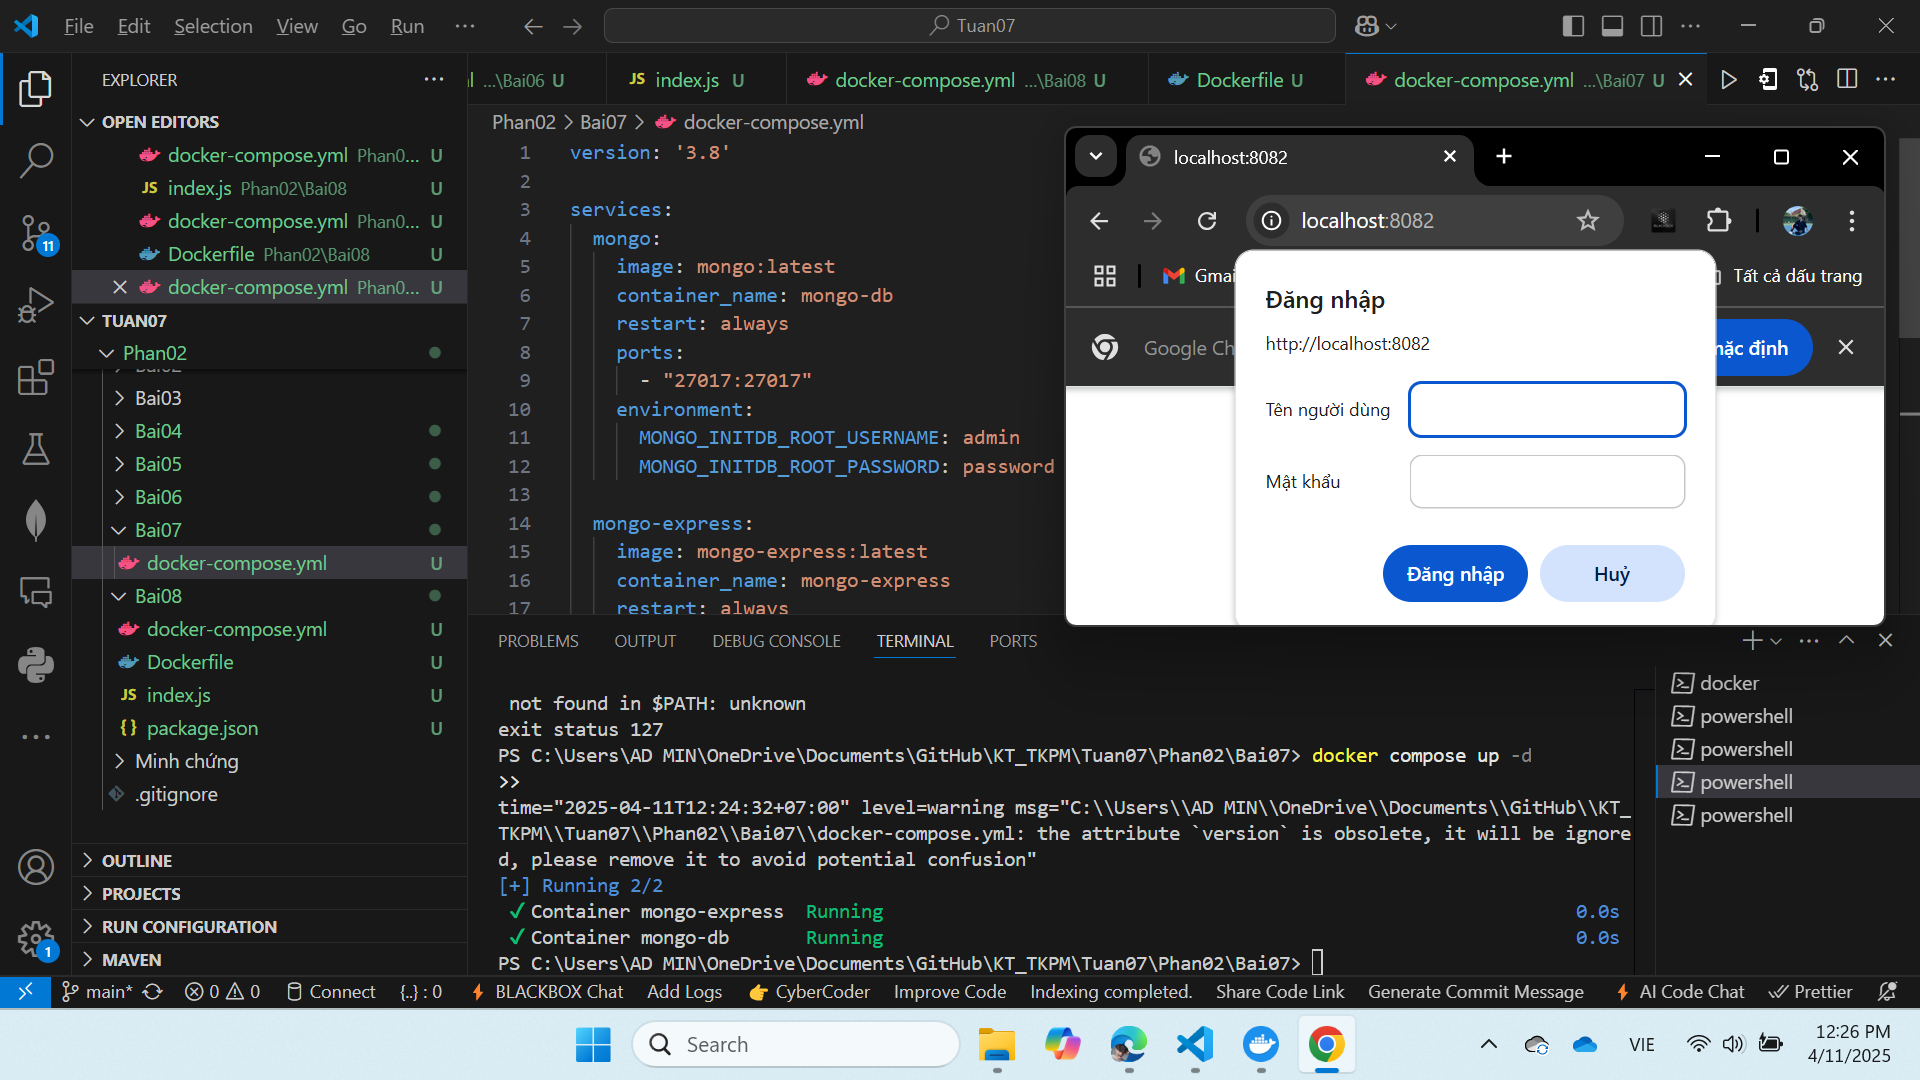 File Edit Selection View Go Run
Tuan07
EXPLORER
...\Bai06 U
JS index.js U
docker-compose.yml ...\Bai08 U
Dockerfile U
docker-compose.yml ...\Bai07 U
OPEN EDITORS
docker-compose.yml Phan0... U
JS index.js Phan02\Bai08 U
docker-compose.yml Phan0... U
Dockerfile Phan02\Bai08 U
docker-compose.yml Phan0... U
TUAN07
Phan02
Bai02
Bai03
Bai04
Bai05
Bai06
Bai07
docker-compose.yml U
Bai08
docker-compose.yml U
Dockerfile U
JS index.js U
{} package.json U
Minh chứng
.gitignore
OUTLINE
PROJECTS
RUN CONFIGURATION
MAVEN
11
1
Phan02 > Bai07 > docker-compose.yml
1 version: '3.8'
2
3 services:
4 mongo:
5 image: mongo:latest
6 container_name: mongo-db
7 restart: always
8 ports:
9 - "27017:27017"
10 environment:
11 MONGO_INITDB_ROOT_USERNAME: admin
12 MONGO_INITDB_ROOT_PASSWORD: password
13
14 mongo-express:
15 image: mongo-express:latest
16 container_name: mongo-express
17 restart: always
localhost:8082
localhost:8082
Gmai
Tất cả dấu trang
Google Ch
mặc định
Đăng nhập
http://localhost:8082
Tên người dùng
Mật khẩu
Đăng nhập
Huỷ
PROBLEMS OUTPUT DEBUG CONSOLE TERMINAL PORTS
not found in $PATH: unknown
exit status 127
PS C:\Users\AD MIN\OneDrive\Documents\GitHub\KT_TKPM\Tuan07\Phan02\Bai07> docker compose up -d
>>
time="2025-04-11T12:24:32+07:00" level=warning msg="C:\\Users\\AD MIN\\OneDrive\\Documents\\GitHub\\KT_
TKPM\\Tuan07\\Phan02\\Bai07\\docker-compose.yml: the attribute `version` is obsolete, it will be ignore
d, please remove it to avoid potential confusion"
[+] Running 2/2
✓ Container mongo-express Running 0.0s
✓ Container mongo-db Running 0.0s
PS C:\Users\AD MIN\OneDrive\Documents\GitHub\KT_TKPM\Tuan07\Phan02\Bai07>
docker
powershell
powershell
powershell
powershell
main* 0 0 Connect {..} : 0 BLACKBOX Chat Add Logs CyberCoder Improve Code Indexing completed. Share Code Link Generate Commit Message AI Code Chat Prettier
Search
VIE
12:26 PM
4/11/2025